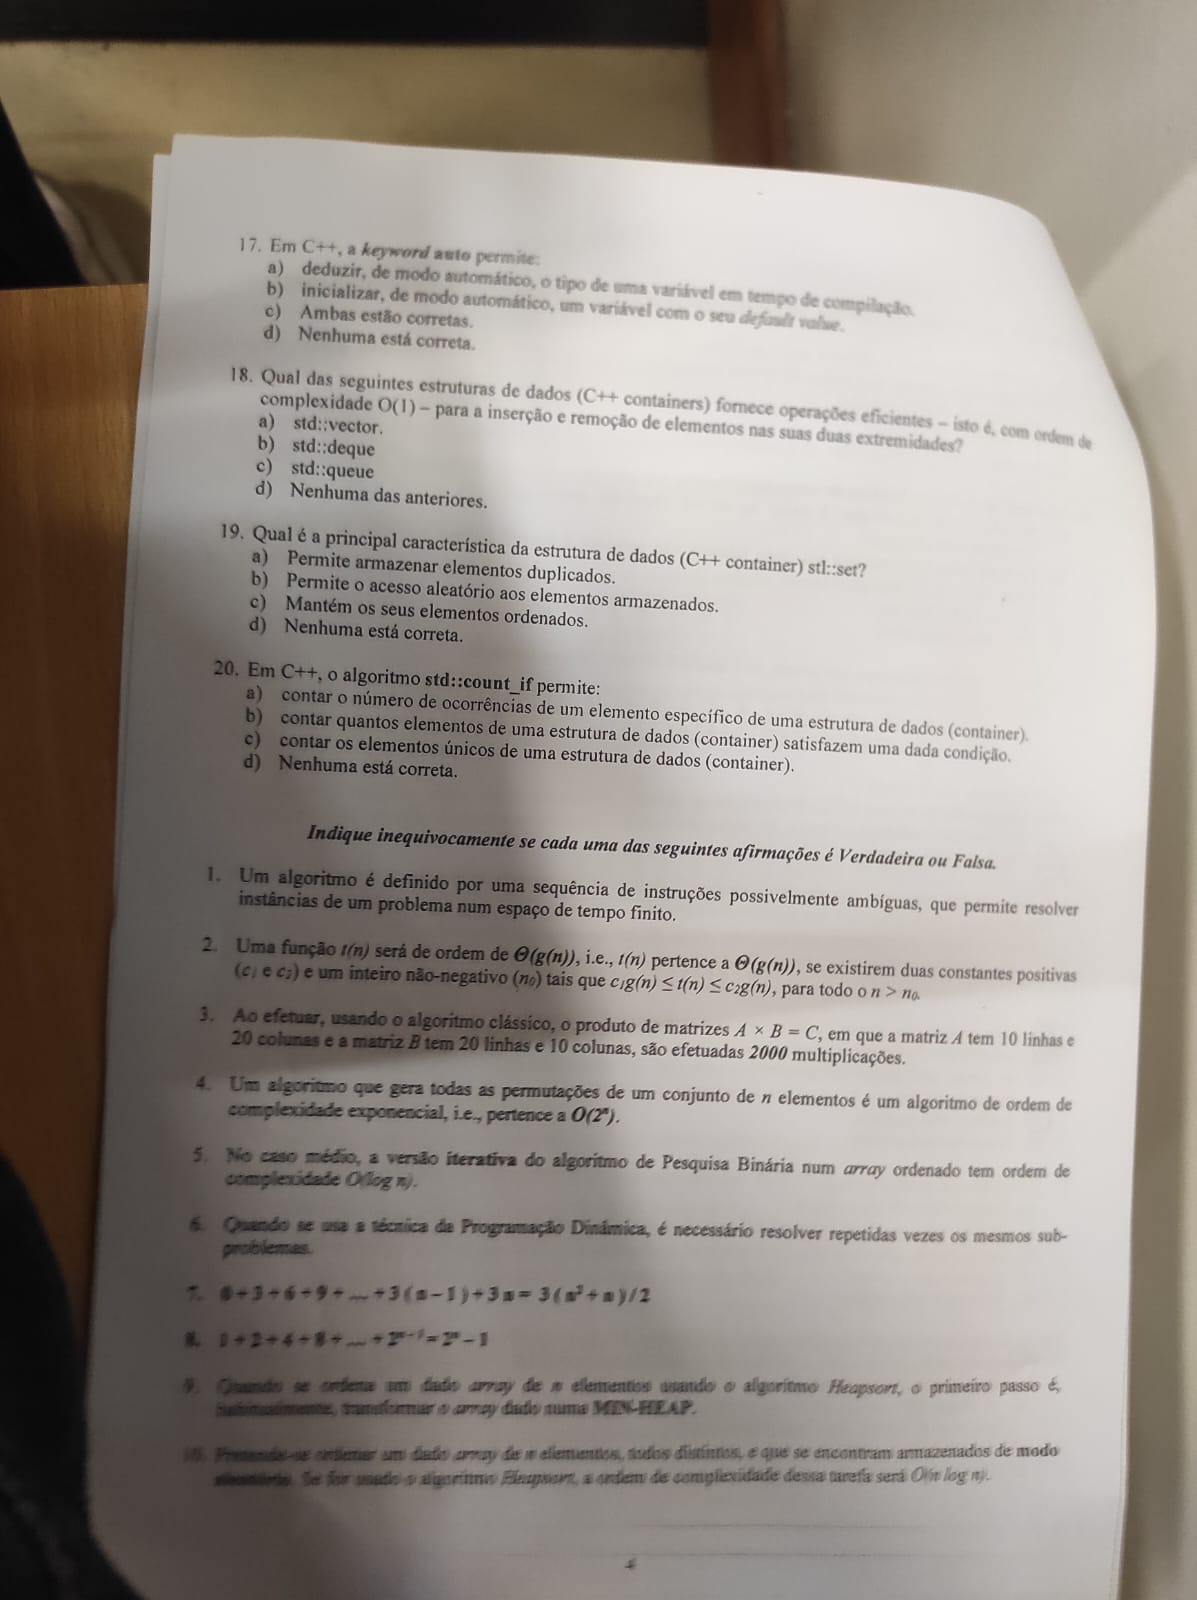 17. Em C++, a keyword auto permite:
a) deduzir, de modo automático, o tipo de uma variável em tempo de compilação.
b) inicializar, de modo automático, um variável com o seu default value.
c) Ambas estão corretas.
d) Nenhuma está correta.
18. Qual das seguintes estruturas de dados (C++ containers) fornece operações eficientes – isto é, com ordem de
complexidade O(1) – para a inserção e remoção de elementos nas suas duas extremidades?
a) std::vector.
b) std::deque
c) std::queue
d) Nenhuma das anteriores.
19. Qual é a principal característica da estrutura de dados (C++ container) stl::set?
a) Permite armazenar elementos duplicados.
b) Permite o acesso aleatório aos elementos armazenados.
c) Mantém os seus elementos ordenados.
d) Nenhuma está correta.
20. Em C++, o algoritmo std::count_if permite:
a) contar o número de ocorrências de um elemento específico de uma estrutura de dados (container).
b) contar quantos elementos de uma estrutura de dados (container) satisfazem uma dada condição.
c) contar os elementos únicos de uma estrutura de dados (container).
d) Nenhuma está correta.
Indique inequivocamente se cada uma das seguintes afirmações é Verdadeira ou Falsa.
1. Um algoritmo é definido por uma sequência de instruções possivelmente ambíguas, que permite resolver
instâncias de um problema num espaço de tempo finito.
2. Uma função t(n) será de ordem de Θ(g(n)), i.e., t(n) pertence a Θ(g(n)), se existirem duas constantes positivas
(c₁ e c₂) e um inteiro não-negativo (n₀) tais que c₁g(n) ≤ t(n) ≤ c₂g(n), para todo o n > n₀.
3. Ao efetuar, usando o algoritmo clássico, o produto de matrizes A × B = C, em que a matriz A tem 10 linhas e
20 colunas e a matriz B tem 20 linhas e 10 colunas, são efetuadas 2000 multiplicações.
4. Um algoritmo que gera todas as permutações de um conjunto de n elementos é um algoritmo de ordem de
complexidade exponencial, i.e., pertence a O(2ⁿ).
5. No caso médio, a versão iterativa do algoritmo de Pesquisa Binária num array ordenado tem ordem de
complexidade O(log n).
6. Quando se usa a técnica da Programação Dinâmica, é necessário resolver repetidas vezes os mesmos sub-
problemas.
7. 0 + 3 + 6 + 9 + ... + 3 ( n – 1 ) + 3 n = 3 ( n² + n ) / 2
8. 1 + 2 + 4 + 8 + ... + 2ⁿ⁻¹ = 2ⁿ – 1
9. Quando se ordena um dado array de n elementos usando o algoritmo Heapsort, o primeiro passo é,
habitualmente, transformar o array dado numa MIN-HEAP.
10. Pretende-se ordenar um dado array de n elementos, todos distintos, e que se encontram armazenados de modo
aleatório. Se for usado o algoritmo Heapsort, a ordem de complexidade dessa tarefa será O(n log n).
4